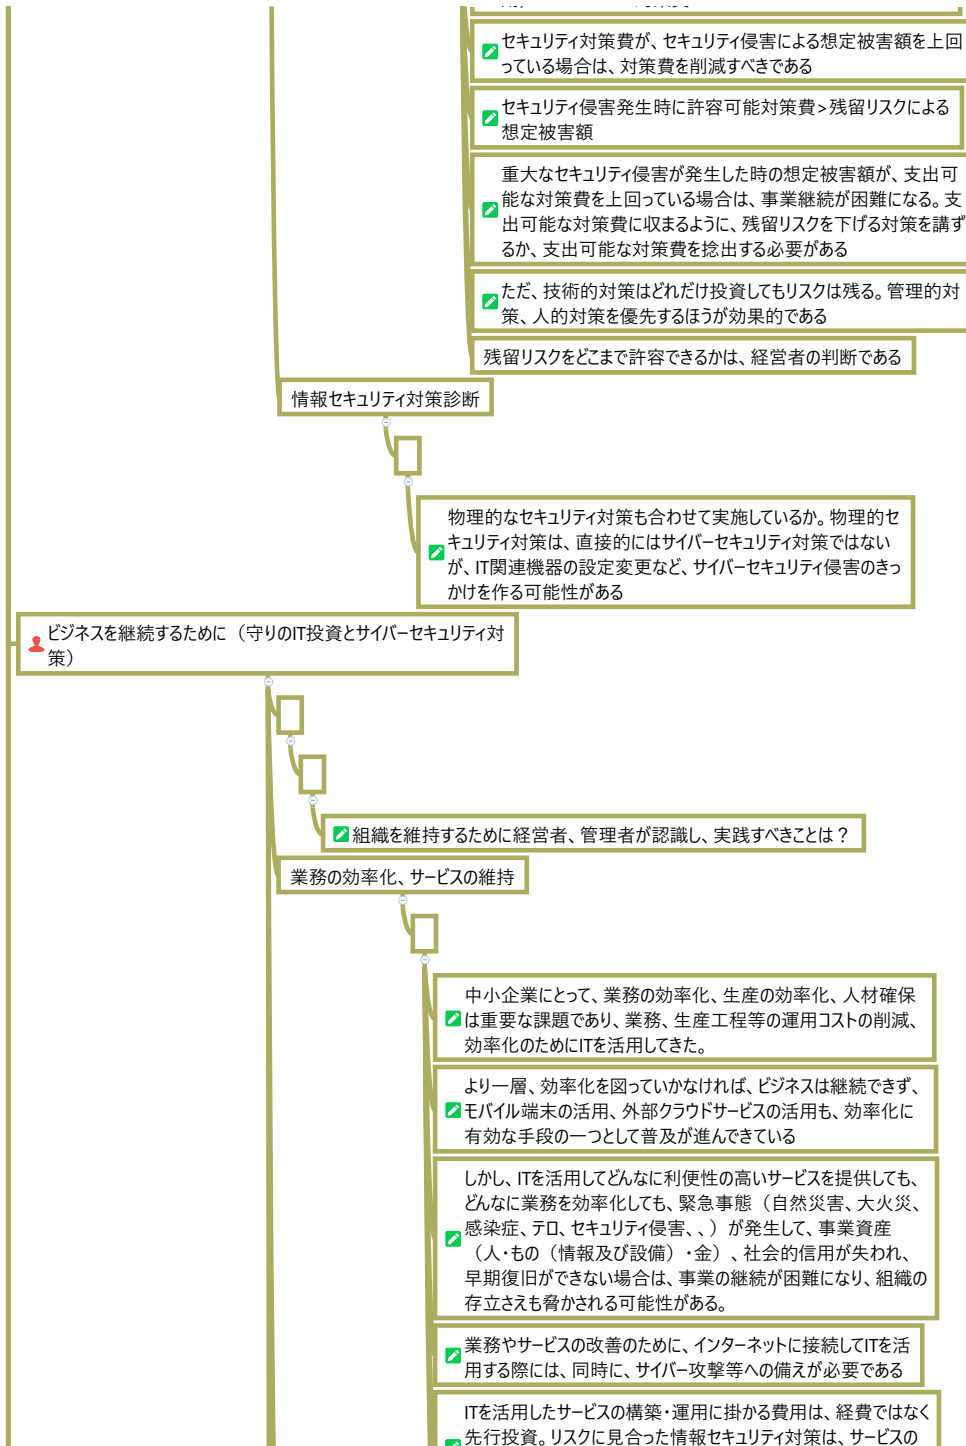 セキュリティ対策費が、セキュリティ侵害による想定被害額を上回
っている場合は、対策費を削減すべきである
セキュリティ侵害発生時に許容可能対策費>残留リスクによる
想定被害額
重大なセキュリティ侵害が発生した時の想定被害額が、支出可
能な対策費を上回っている場合は、事業継続が困難になる。支
出可能な対策費に収まるように、残留リスクを下げる対策を講ず
るか、支出可能な対策費を捻出する必要がある
ただ、技術的対策はどれだけ投資してもリスクは残る。管理的対
策、人的対策を優先するほうが効果的である
残留リスクをどこまで許容できるかは、経営者の判断である
情報セキュリティ対策診断
物理的なセキュリティ対策も合わせて実施しているか。物理的セ
キュリティ対策は、直接的にはサイバーセキュリティ対策ではない
が、IT関連機器の設定変更など、サイバーセキュリティ侵害のきっ
かけを作る可能性がある
ビジネスを継続するために（守りのIT投資とサイバーセキュリティ対
策）
組織を維持するために経営者、管理者が認識し、実践すべきことは？
業務の効率化、サービスの維持
中小企業にとって、業務の効率化、生産の効率化、人材確保
は重要な課題であり、業務、生産工程等の運用コストの削減、
効率化のためにITを活用してきた。
より一層、効率化を図っていかなければ、ビジネスは継続できず、
モバイル端末の活用、外部クラウドサービスの活用も、効率化に
有効な手段の一つとして普及が進んできている
しかし、ITを活用してどんなに利便性の高いサービスを提供しても、
どんなに業務を効率化しても、緊急事態（自然災害、大火災、
感染症、テロ、セキュリティ侵害、、）が発生して、事業資産
（人・もの（情報及び設備）・金）、社会的信用が失われ、
早期復旧ができない場合は、事業の継続が困難になり、組織の
存立さえも脅かされる可能性がある。
業務やサービスの改善のために、インターネットに接続してITを活
用する際には、同時に、サイバー攻撃等への備えが必要である
ITを活用したサービスの構築・運用に掛かる費用は、経費ではなく
先行投資。リスクに見合った情報セキュリティ対策は、サービスの